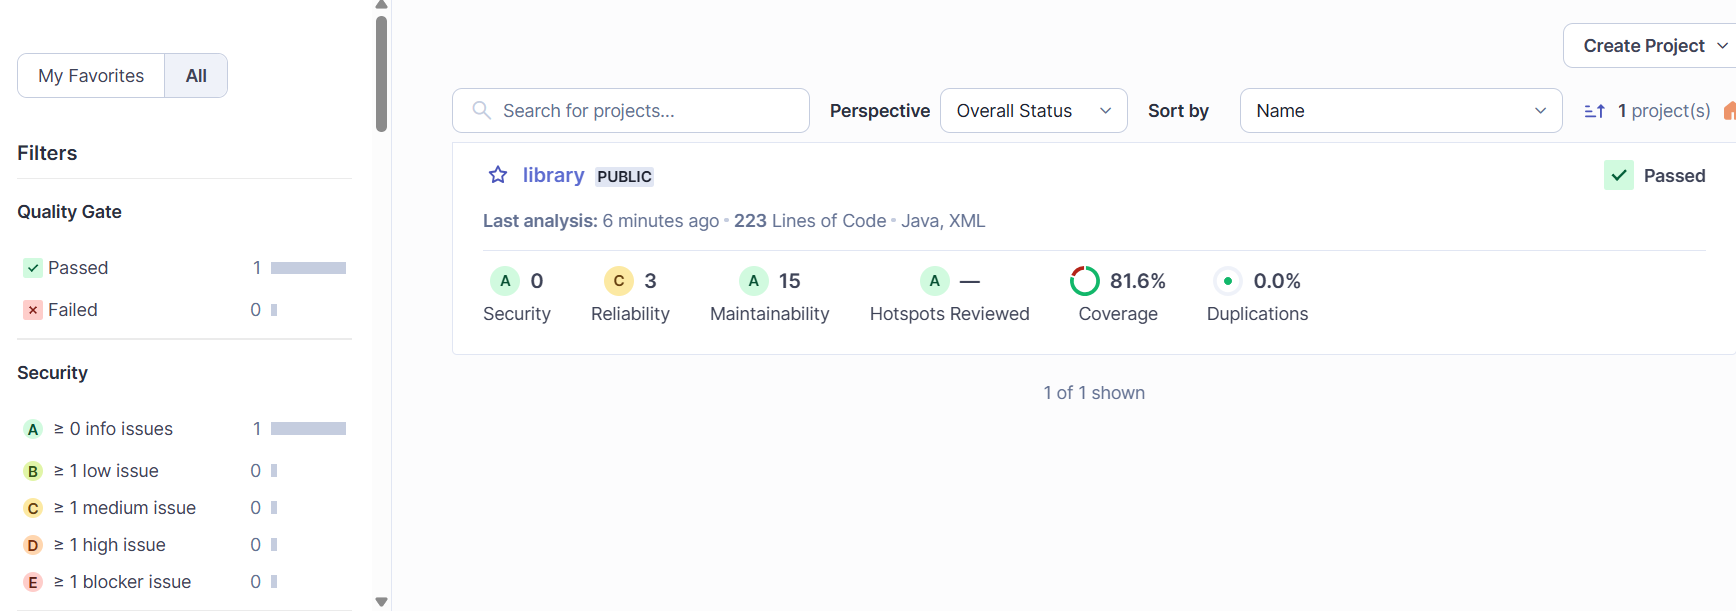 My Favorites All
Filters
Quality Gate
Passed 1
Failed 0
Security
A ≥ 0 info issues 1
B ≥ 1 low issue 0
C ≥ 1 medium issue 0
D ≥ 1 high issue 0
E ≥ 1 blocker issue 0
Create Project
Search for projects... Perspective Overall Status Sort by Name 1 project(s)
library PUBLIC Passed
Last analysis: 6 minutes ago • 223 Lines of Code • Java, XML
A 0 C 3 A 15 A — 81.6% 0.0%
Security Reliability Maintainability Hotspots Reviewed Coverage Duplications
1 of 1 shown